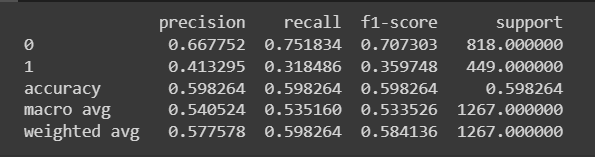 precision recall f1-score support
0 0.667752 0.751834 0.707303 818.000000
1 0.413295 0.318486 0.359748 449.000000
accuracy 0.598264 0.598264 0.598264 0.598264
macro avg 0.540524 0.535160 0.533526 1267.000000
weighted avg 0.577578 0.598264 0.584136 1267.000000